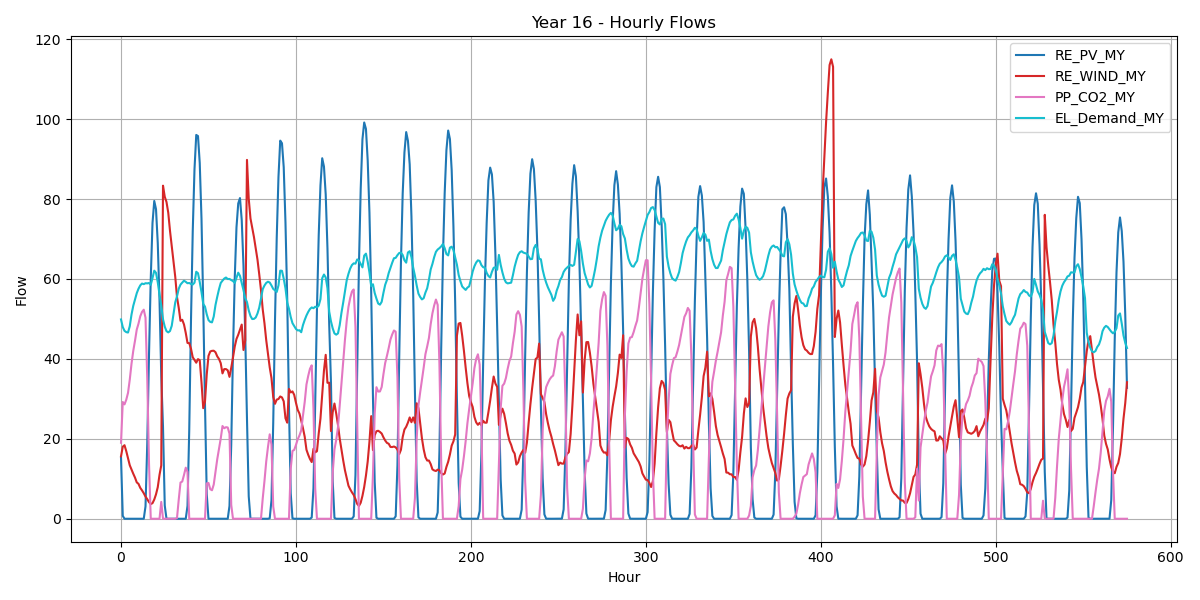 Year 16 - Hourly Flows
120
100
80
60
40
20
0
Flow
0 100 200 300 400 500 600
Hour
RE_PV_MY
RE_WIND_MY
PP_CO2_MY
EL_Demand_MY